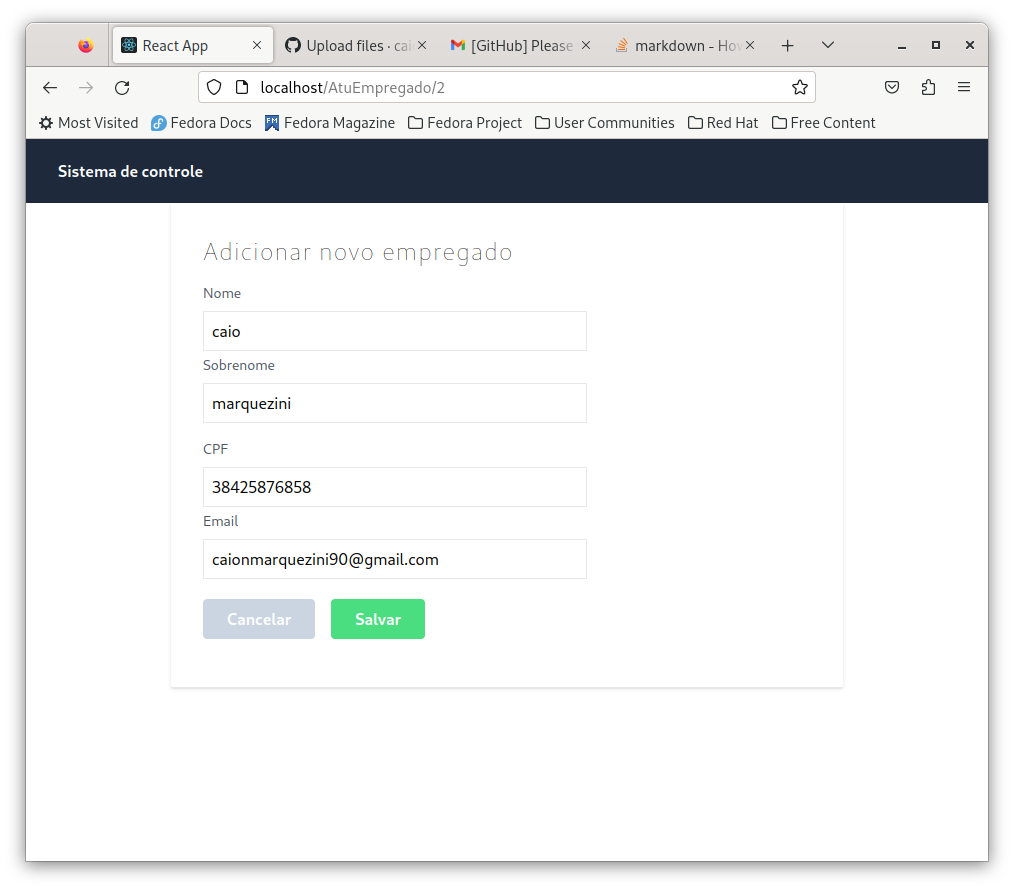 React App
Upload files · cai
[GitHub] Please
markdown - How
localhost/AtuEmpregado/2
Most Visited Fedora Docs FM Fedora Magazine Fedora Project User Communities Red Hat Free Content
Sistema de controle
Adicionar novo empregado
Nome
caio
Sobrenome
marquezini
CPF
38425876858
Email
caionmarquezini90@gmail.com
Cancelar Salvar